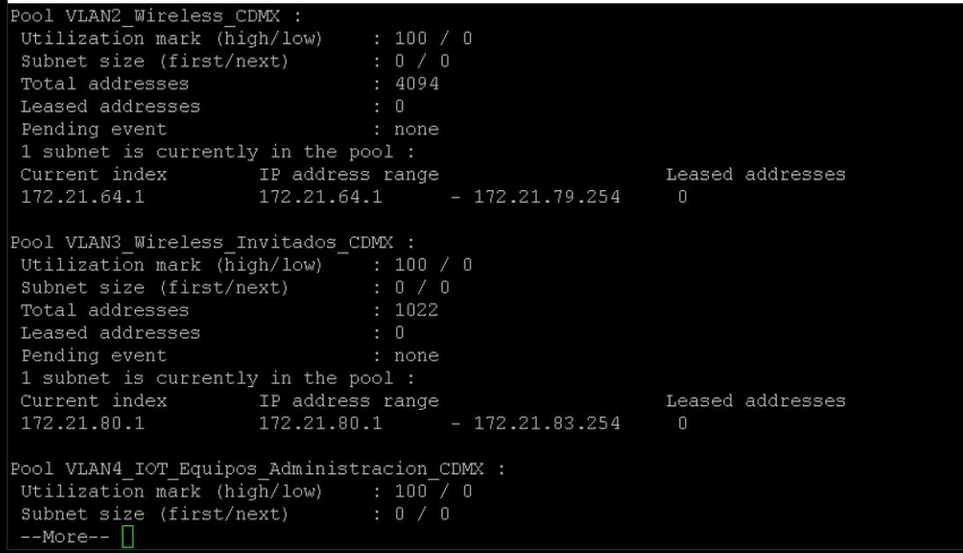 Pool VLAN2_Wireless_CDMX :
Utilization mark (high/low) : 100 / 0
Subnet size (first/next) : 0 / 0
Total addresses : 4094
Leased addresses : 0
Pending event : none
1 subnet is currently in the pool :
Current index IP address range Leased addresses
172.21.64.1 172.21.64.1 - 172.21.79.254 0
Pool VLAN3_Wireless_Invitados_CDMX :
Utilization mark (high/low) : 100 / 0
Subnet size (first/next) : 0 / 0
Total addresses : 1022
Leased addresses : 0
Pending event : none
1 subnet is currently in the pool :
Current index IP address range Leased addresses
172.21.80.1 172.21.80.1 - 172.21.83.254 0
Pool VLAN4_IOT_Equipos_Administracion_CDMX :
Utilization mark (high/low) : 100 / 0
Subnet size (first/next) : 0 / 0
--More--